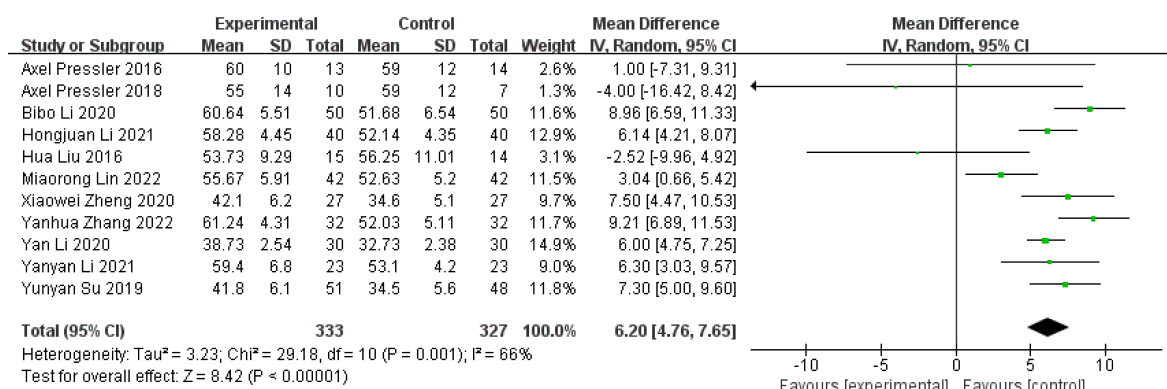 Experimental Control Mean Difference Mean Difference
Study or Subgroup Mean SD Total Mean SD Total Weight IV, Random, 95% CI IV, Random, 95% CI
Axel Pressler 2016 60 10 13 59 12 14 2.6% 1.00 [-7.31, 9.31]
Axel Pressler 2018 55 14 10 59 12 7 1.3% -4.00 [-16.42, 8.42]
Bibo Li 2020 60.64 5.51 50 51.68 6.54 50 11.6% 8.96 [6.59, 11.33]
Hongjuan Li 2021 58.28 4.45 40 52.14 4.35 40 12.9% 6.14 [4.21, 8.07]
Hua Liu 2016 53.73 9.29 15 56.25 11.01 14 3.1% -2.52 [-9.96, 4.92]
Miaorong Lin 2022 55.67 5.91 42 52.63 5.2 42 11.5% 3.04 [0.66, 5.42]
Xiaowei Zheng 2020 42.1 6.2 27 34.6 5.1 27 9.7% 7.50 [4.47, 10.53]
Yanhua Zhang 2022 61.24 4.31 32 52.03 5.11 32 11.7% 9.21 [6.89, 11.53]
Yan Li 2020 38.73 2.54 30 32.73 2.38 30 14.9% 6.00 [4.75, 7.25]
Yanyan Li 2021 59.4 6.8 23 53.1 4.2 23 9.0% 6.30 [3.03, 9.57]
Yunyan Su 2019 41.8 6.1 51 34.5 5.6 48 11.8% 7.30 [5.00, 9.60]
Total (95% CI) 333 327 100.0% 6.20 [4.76, 7.65]
Heterogeneity: Tau² = 3.23; Chi² = 29.18, df = 10 (P = 0.001); I² = 66%
Test for overall effect: Z = 8.42 (P < 0.00001)
-10 -5 0 5 10
Favours [experimental] Favours [control]